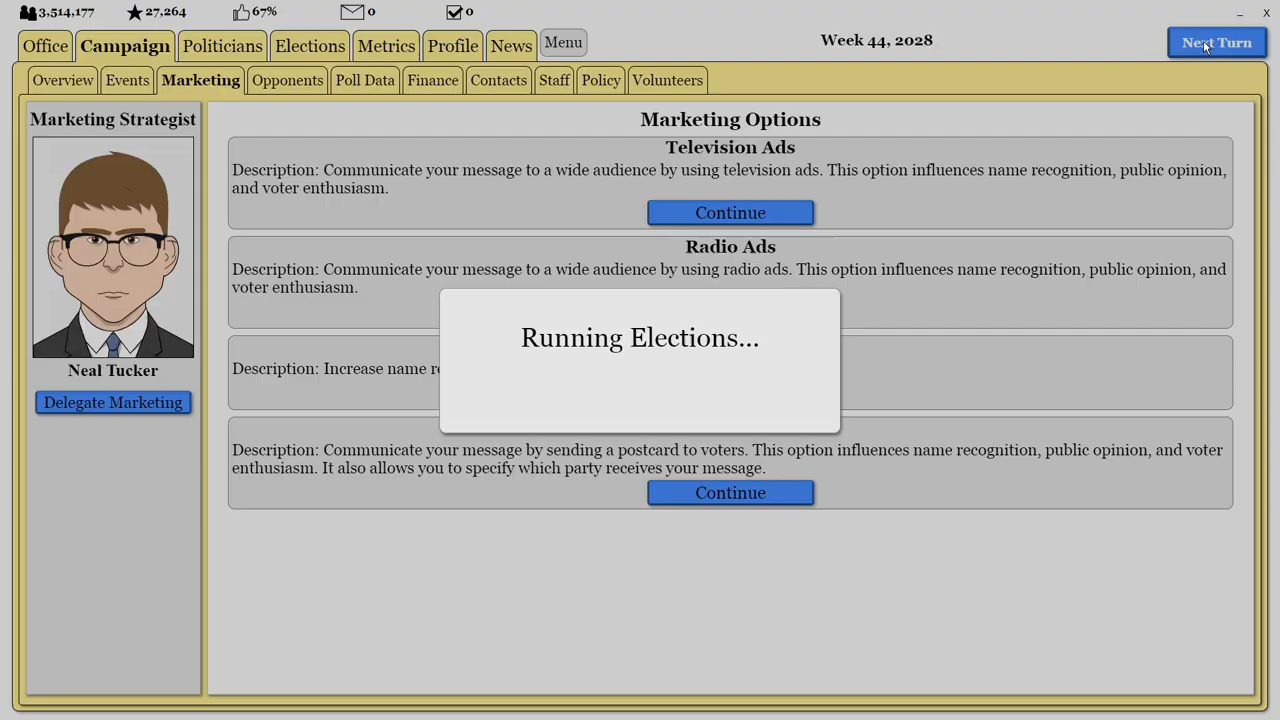 3,514,177 27,264 67% 0 0 _ X
Office Campaign Politicians Elections Metrics Profile News Menu Week 44, 2028 Next Turn
Overview Events Marketing Opponents Poll Data Finance Contacts Staff Policy Volunteers
Marketing Strategist
Neal Tucker
Delegate Marketing
Marketing Options
Television Ads
Description: Communicate your message to a wide audience by using television ads. This option influences name recognition, public opinion,
and voter enthusiasm.
Continue
Radio Ads
Description: Communicate your message to a wide audience by using radio ads. This option influences name recognition, public opinion, and
voter enthusiasm.
Running Elections...
Description: Increase name
Description: Communicate your message by sending a postcard to voters. This option influences name recognition, public opinion, and voter
enthusiasm. It also allows you to specify which party receives your message.
Continue